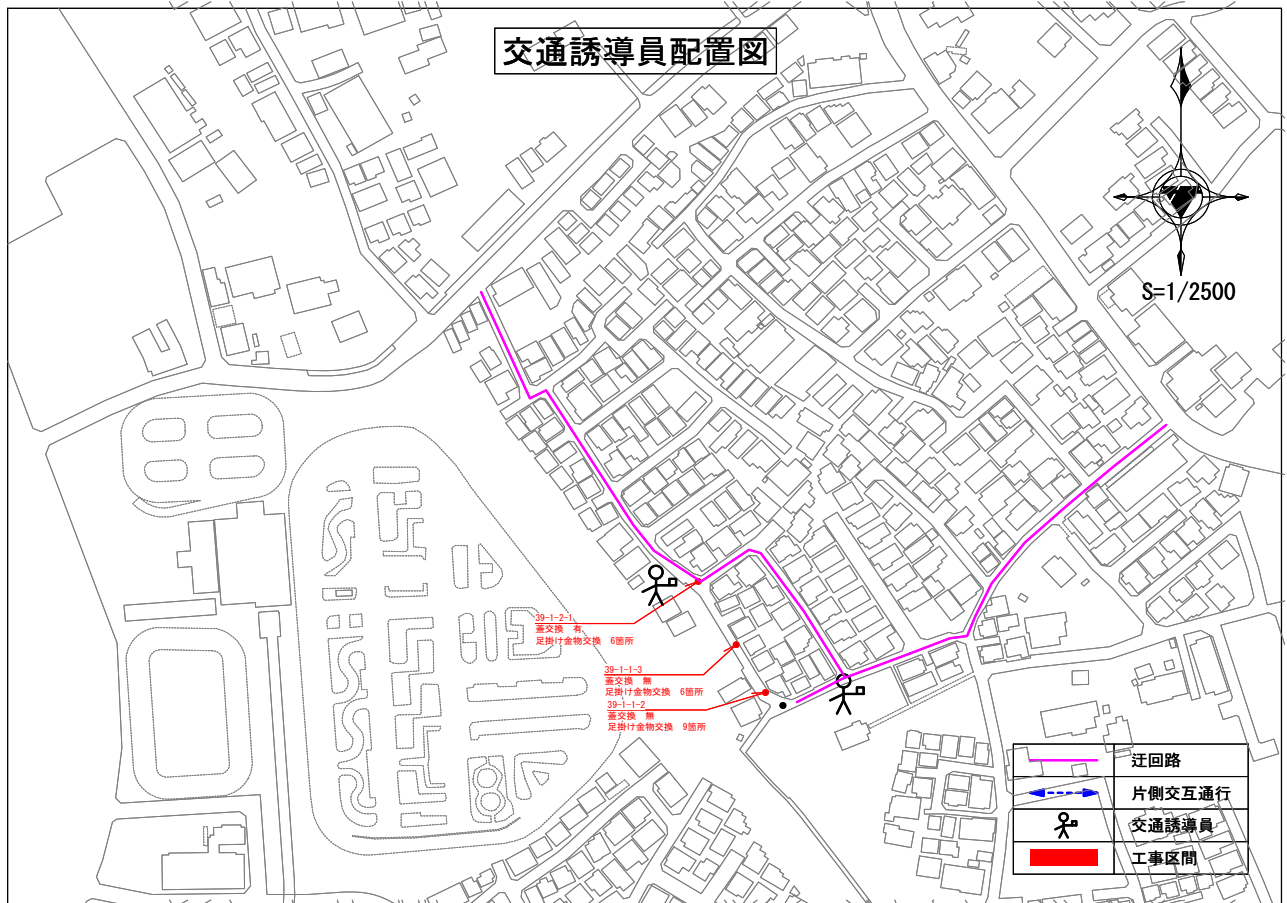 交通誘導員配置図
S=1/2500
39-1-2-1
蓋交換　有
足掛け金物交換　6箇所
39-1-1-3
蓋交換　無
足掛け金物交換　6箇所
39-1-1-2
蓋交換　無
足掛け金物交換　9箇所
迂回路
片側交互通行
交通誘導員
工事区間